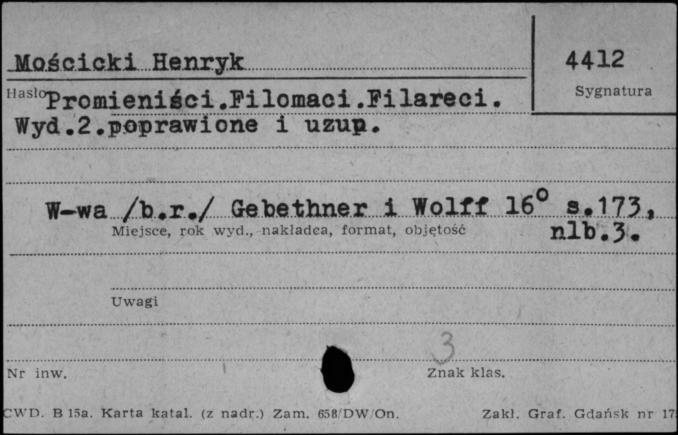 Mościcki Henryk
4412
Hasło
Sygnatura
Promieniści.Filomaci.Filareci.
Wyd.2.poprawione i uzup.
W-wa /b.r./ Gebethner i Wolff 16° s.173,
Miejsce, rok wyd., nakładca, format, objętość
nlb.3.
Uwagi
3
Nr inw.
Znak klas.
CWD. B 15a. Karta katal. (z nadr.) Zam. 658/DW/On.
Zakł. Graf. Gdańsk nr 17